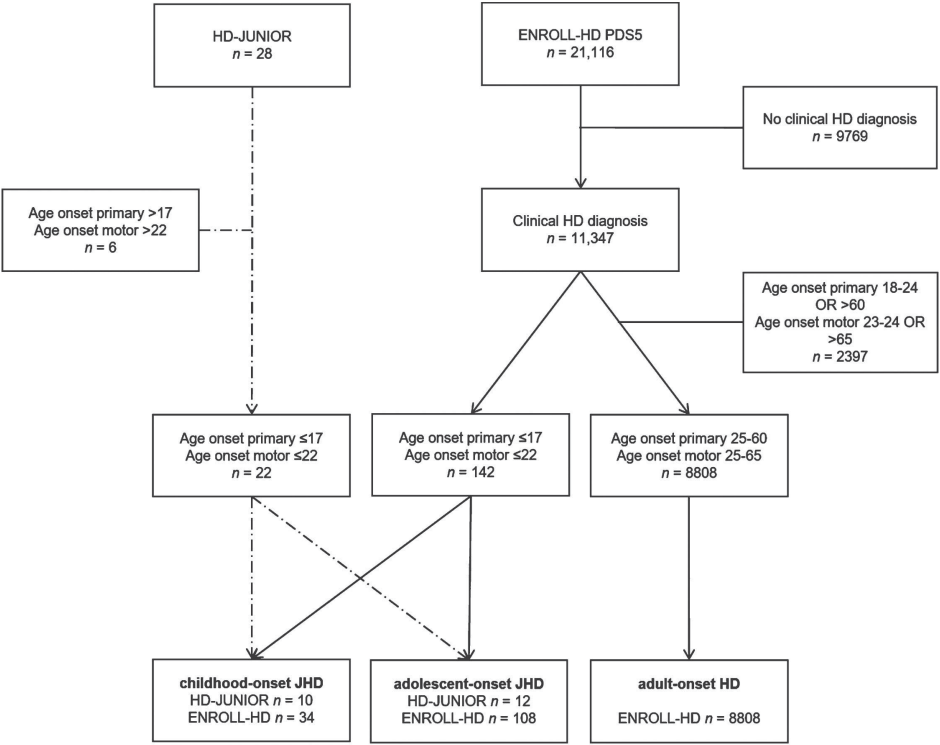 HD-JUNIOR
n = 28
ENROLL-HD PDS5
n = 21,116
No clinical HD diagnosis
n = 9769
Age onset primary >17
Age onset motor >22
n = 6
Clinical HD diagnosis
n = 11,347
Age onset primary 18-24
OR >60
Age onset motor 23-24 OR
>65
n = 2397
Age onset primary ≤17
Age onset motor ≤22
n = 22
Age onset primary ≤17
Age onset motor ≤22
n = 142
Age onset primary 25-60
Age onset motor 25-65
n = 8808
childhood-onset JHD
HD-JUNIOR n = 10
ENROLL-HD n = 34
adolescent-onset JHD
HD-JUNIOR n = 12
ENROLL-HD n = 108
adult-onset HD
ENROLL-HD n = 8808